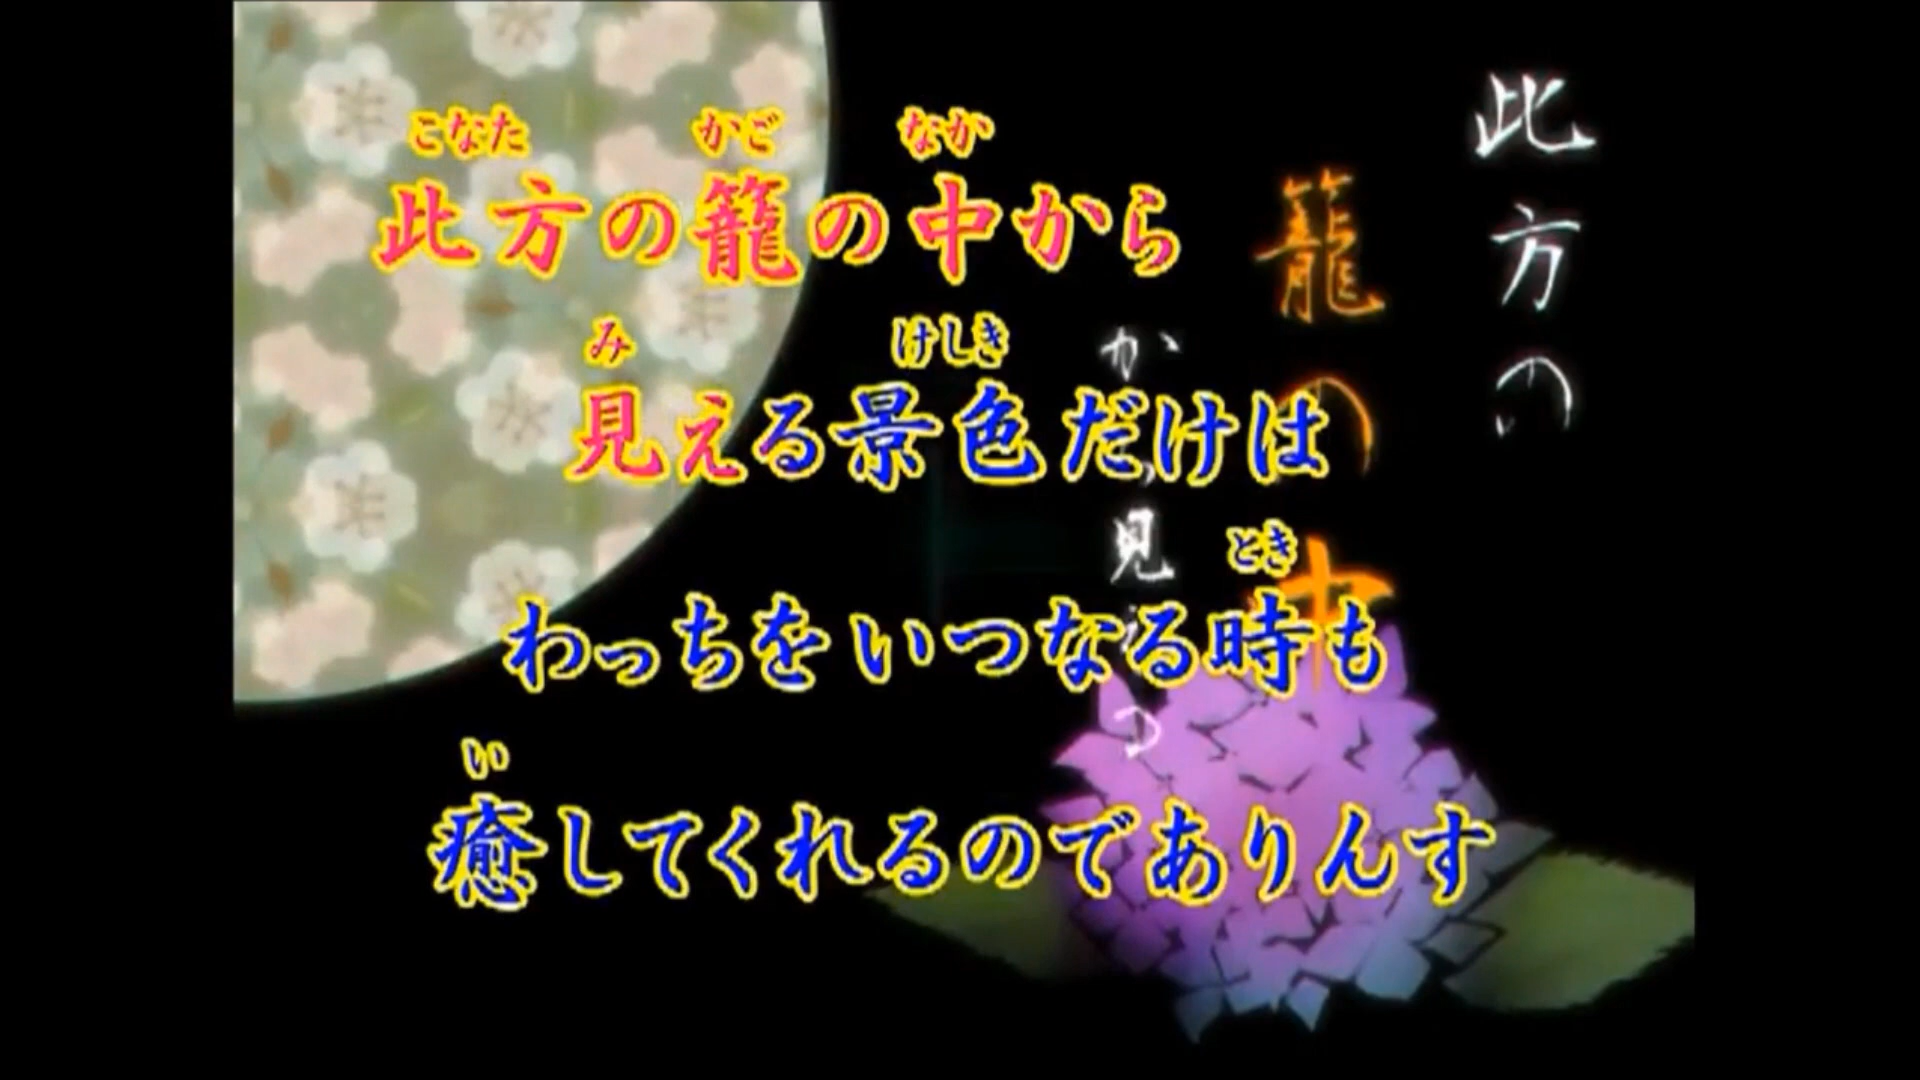 こなた かご なか
此方の籠の中から
み けしき
見える景色だけは
とき
わっちをいつなる時も
い
癒してくれるのでありんす
此方の
籠の中
から見